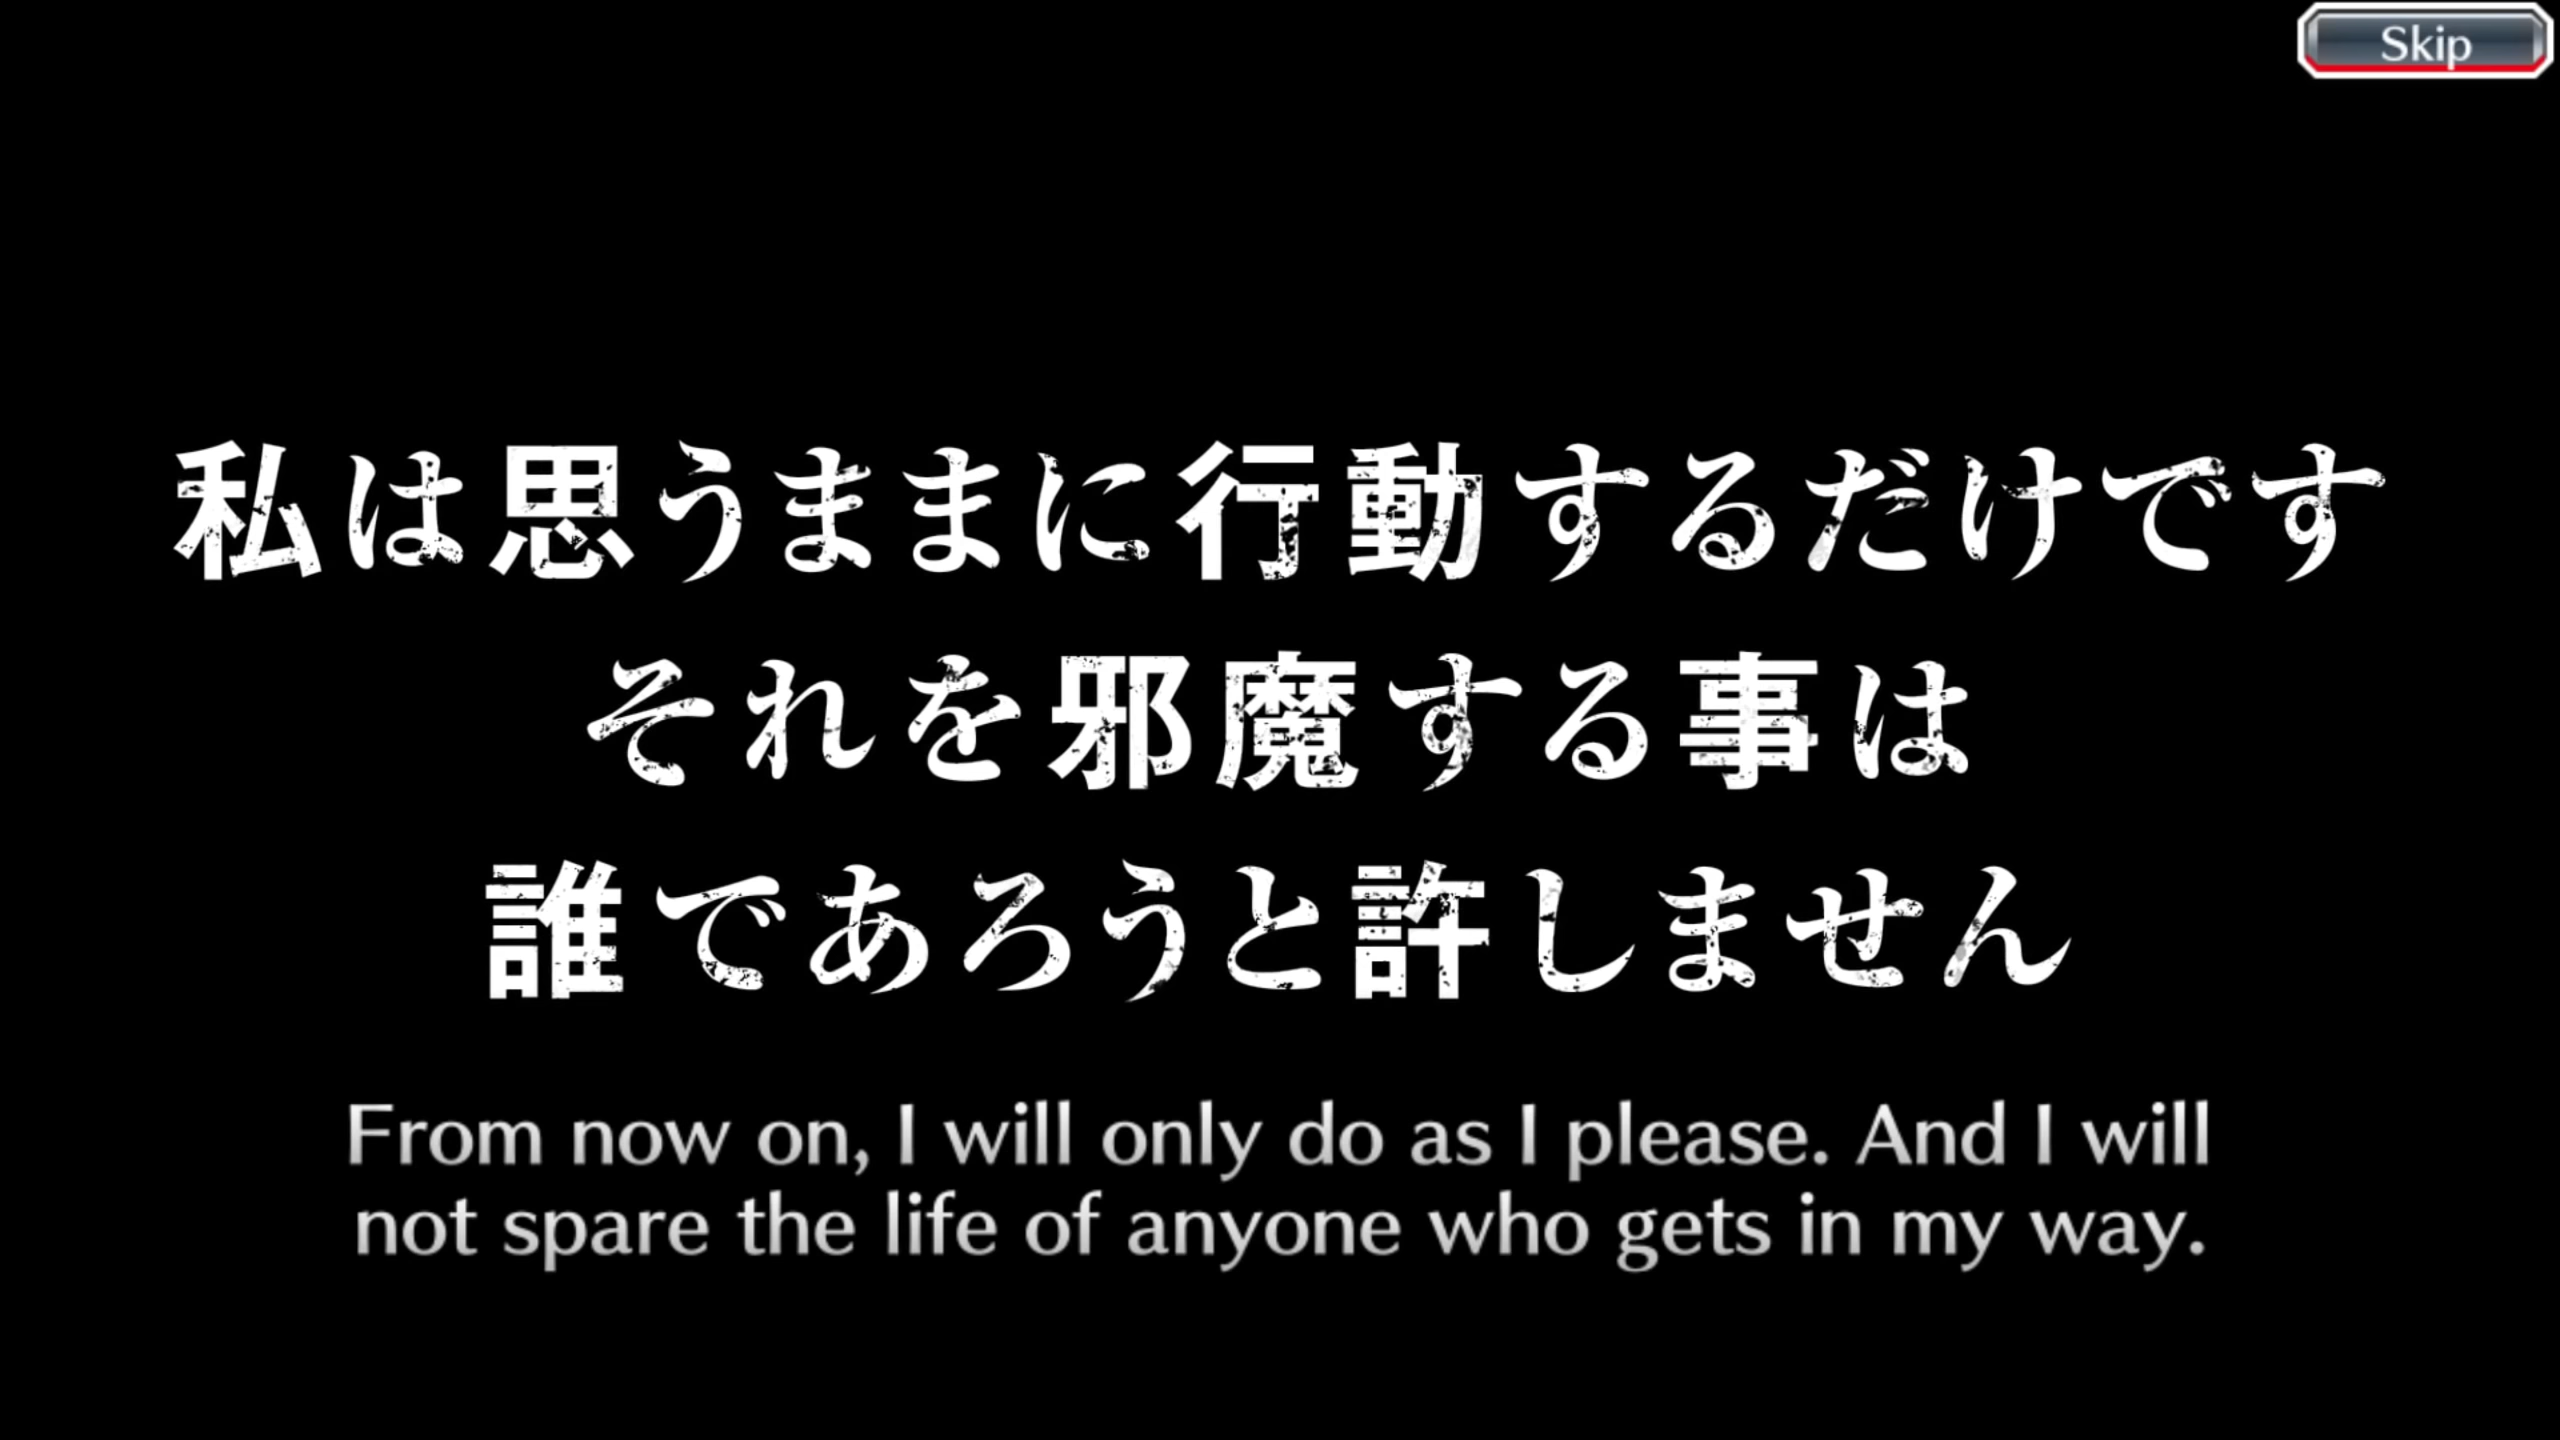 Skip
私は思うままに行動するだけです
それを邪魔する事は
誰であろうと許しません
From now on, I will only do as I please. And I will
not spare the life of anyone who gets in my way.